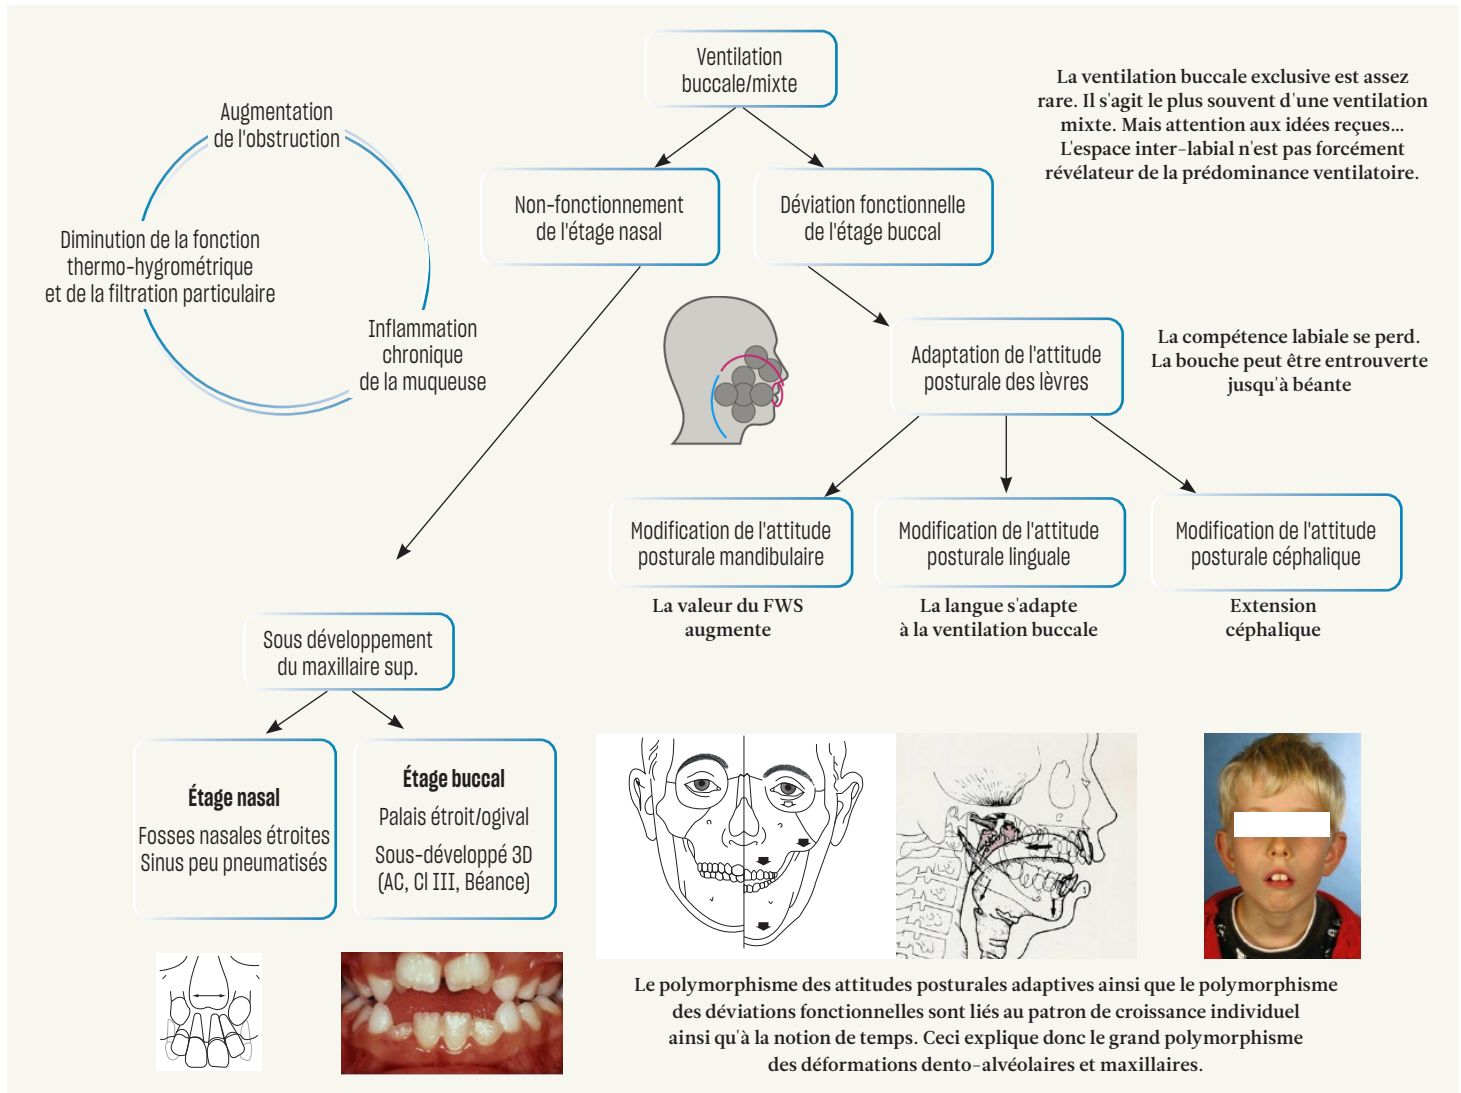 Ventilation
buccale/mixte
La ventilation buccale exclusive est assez
rare. Il s'agit le plus souvent d'une ventilation
mixte. Mais attention aux idées reçues...
L'espace inter-labial n'est pas forcément
révélateur de la prédominance ventilatoire.
Augmentation
de l'obstruction
Diminution de la fonction
thermo-hygrométrique
et de la filtration particulaire
Inflammation
chronique
de la muqueuse
Non-fonctionnement
de l'étage nasal
Déviation fonctionnelle
de l'étage buccal
Adaptation de l'attitude
posturale des lèvres
La compétence labiale se perd.
La bouche peut être entrouverte
jusqu'à béante
Modification de l'attitude
posturale mandibulaire
La valeur du FWS
augmente
Modification de l'attitude
posturale linguale
La langue s'adapte
à la ventilation buccale
Modification de l'attitude
posturale céphalique
Extension
céphalique
Sous développement
du maxillaire sup.
Étage nasal
Fosses nasales étroites
Sinus peu pneumatisés
Étage buccal
Palais étroit/ogival
Sous-développé 3D
(AC, Cl III, Béance)
Le polymorphisme des attitudes posturales adaptives ainsi que le polymorphisme
des déviations fonctionnelles sont liés au patron de croissance individuel
ainsi qu'à la notion de temps. Ceci explique donc le grand polymorphisme
des déformations dento-alvéolaires et maxillaires.